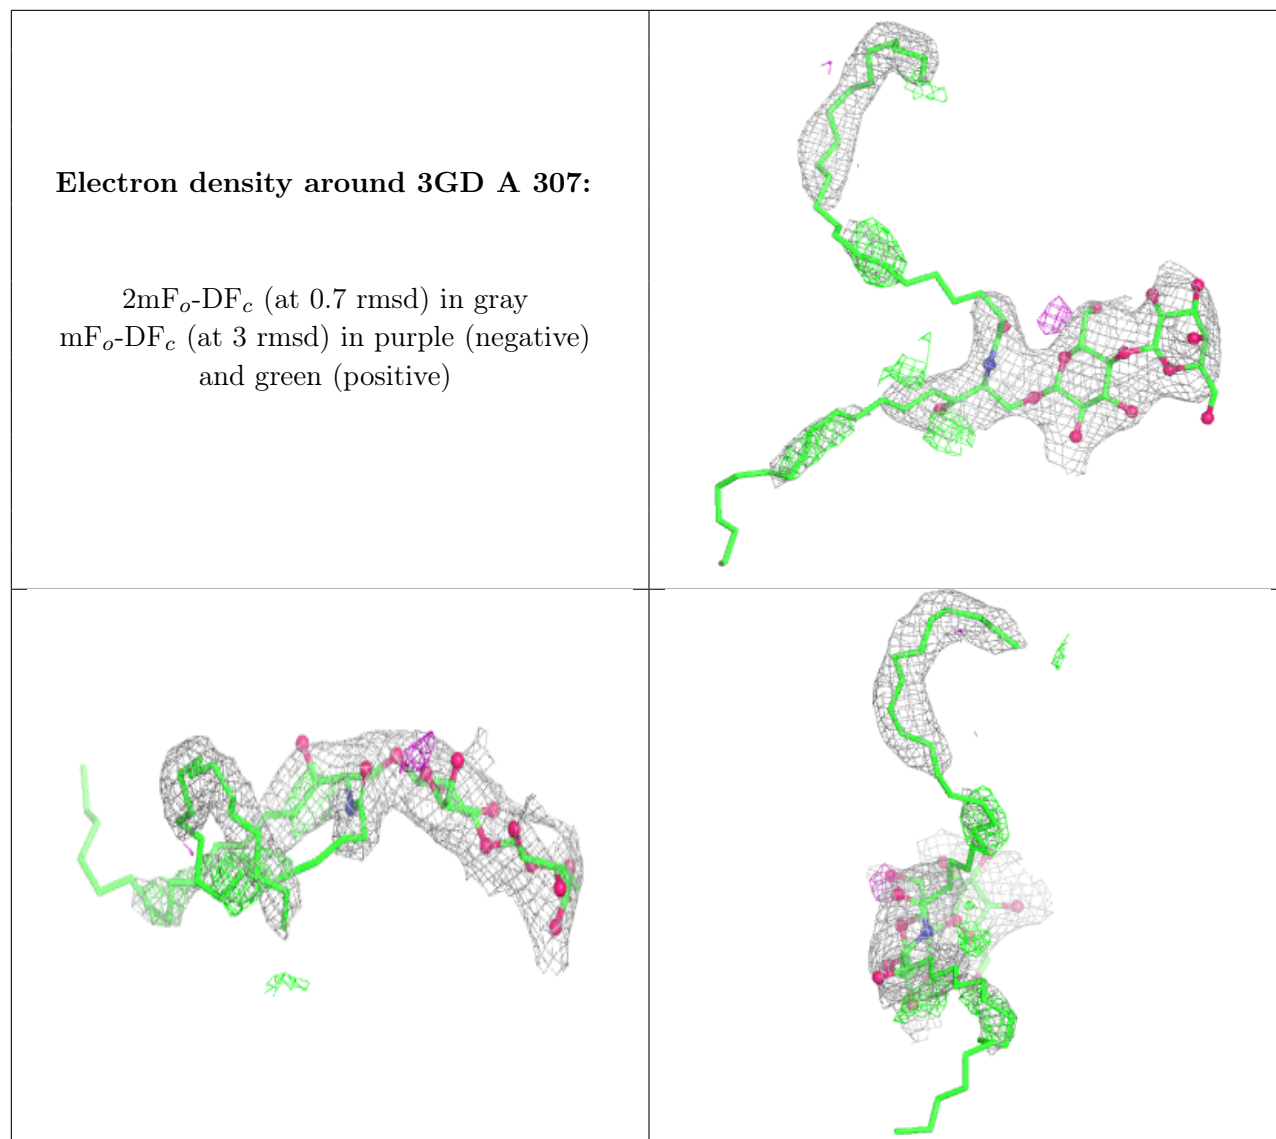 Electron density around 3GD A 307:
2mFo-DFc (at 0.7 rmsd) in gray
mFo-DFc (at 3 rmsd) in purple (negative)
and green (positive)